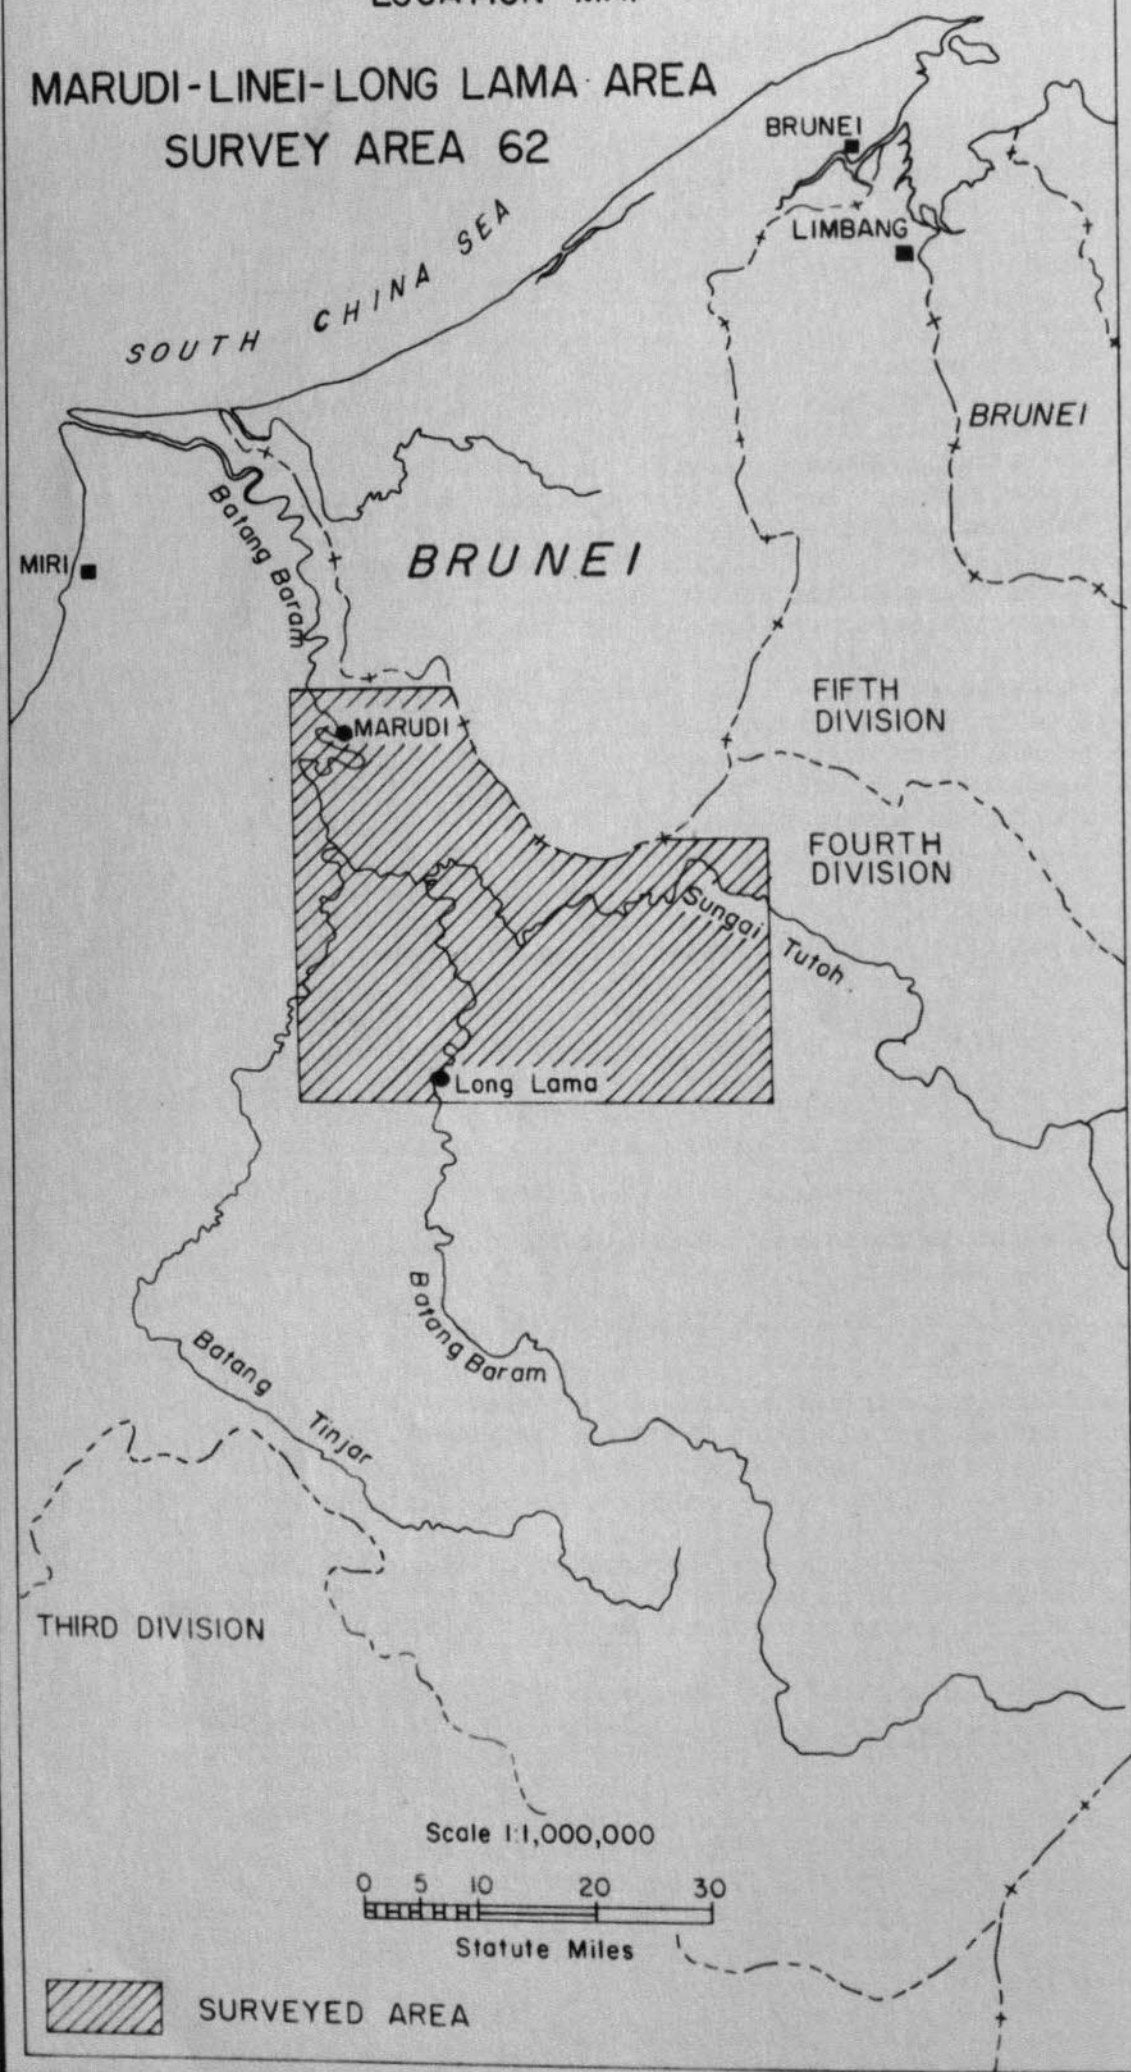 LOCATION MAP
MARUDI-LINEI-LONG LAMA AREA
SURVEY AREA 62
BRUNEI
LIMBANG
SOUTH CHINA SEA
BRUNEI
Batang Baram
BRUNEI
MIRI
FIFTH
DIVISION
MARUDI
FOURTH
DIVISION
Sungai Tutoh
Long Lama
Batang Baram
Batang Tinjar
THIRD DIVISION
Scale 1:1,000,000
0 5 10 20 30
Statute Miles
SURVEYED AREA